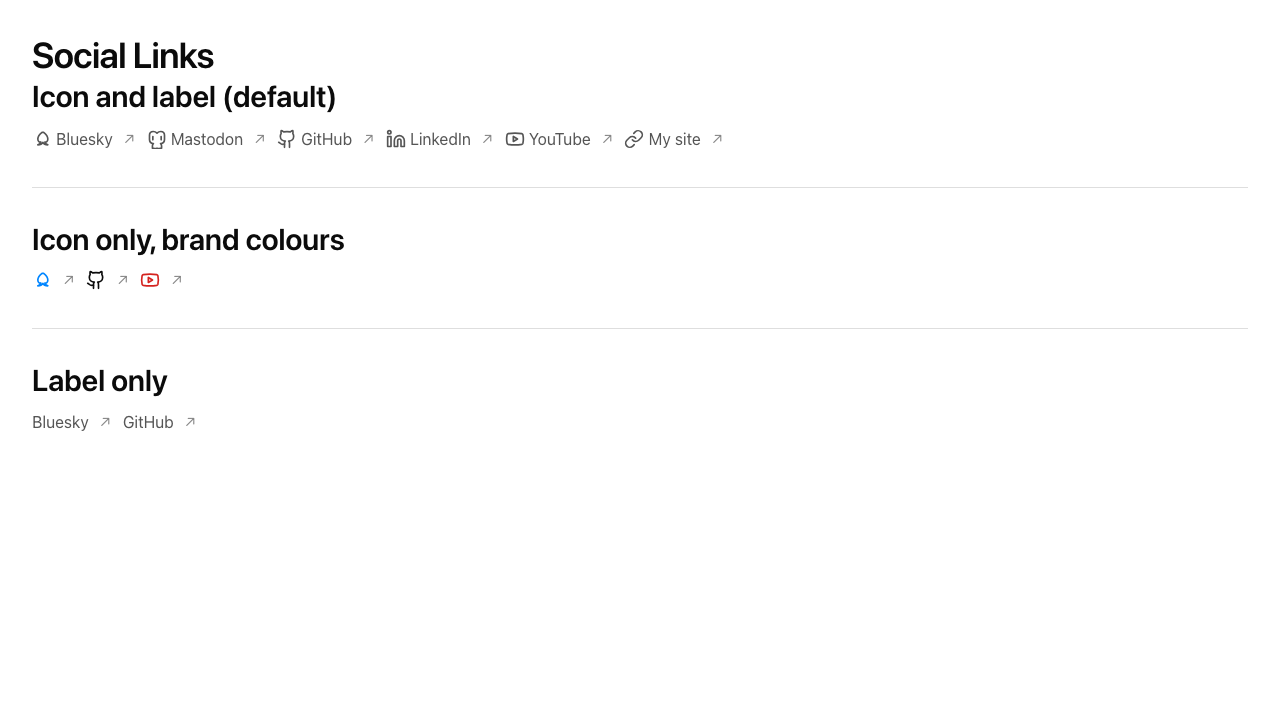 Social Links
Icon and label (default)
Bluesky Mastodon GitHub LinkedIn YouTube My site
Icon only, brand colours
Label only
Bluesky GitHub